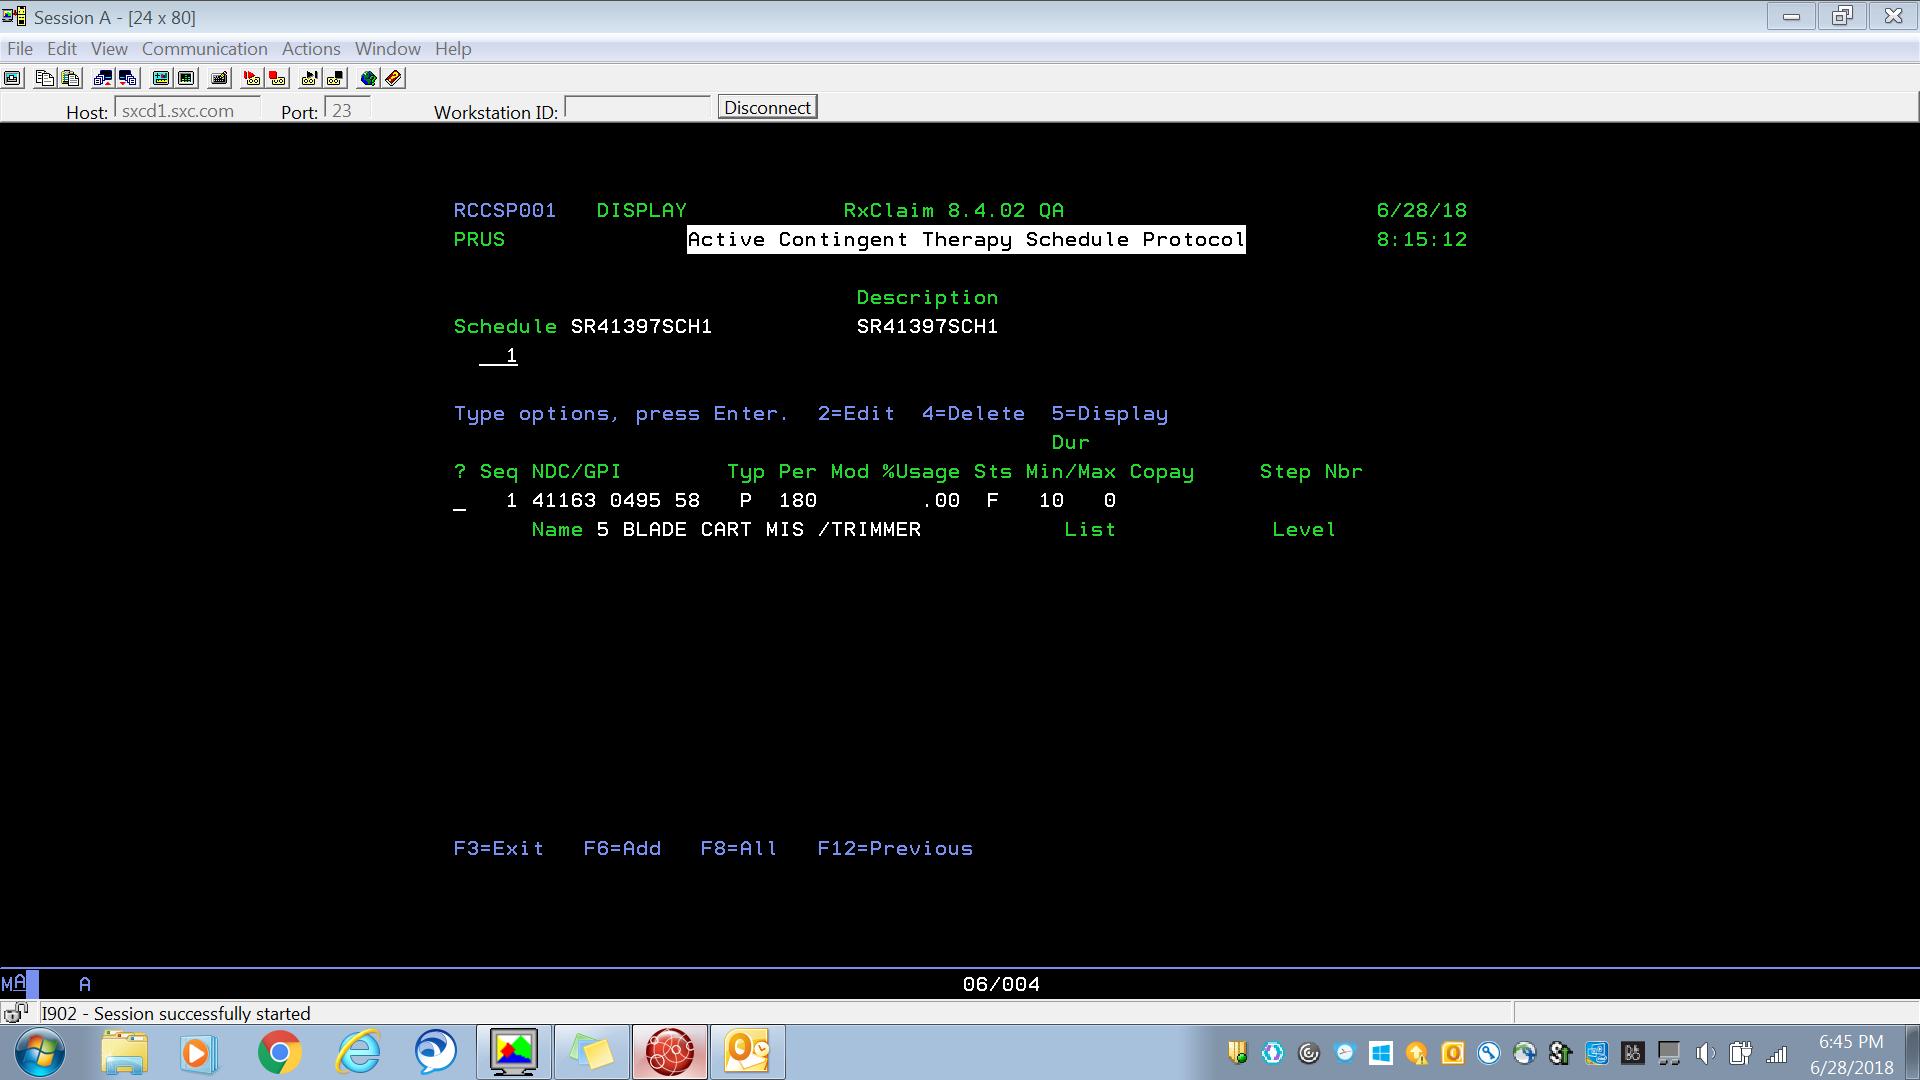 Session A - [24 x 80]
File Edit View Communication Actions Window Help
Host: sxcd1.sxc.com Port: 23 Workstation ID: Disconnect
RCCSP001 DISPLAY RxClaim 8.4.02 QA 6/28/18
PRUS Active Contingent Therapy Schedule Protocol 8:15:12
Description
Schedule SR41397SCH1 SR41397SCH1
1
Type options, press Enter. 2=Edit 4=Delete 5=Display
Dur
? Seq NDC/GPI Typ Per Mod %Usage Sts Min/Max Copay Step Nbr
_ 1 41163 0495 58 P 180 .00 F 10 0
Name 5 BLADE CART MIS /TRIMMER List Level
F3=Exit F6=Add F8=All F12=Previous
MA A 06/004
I902 - Session successfully started
6:45 PM
6/28/2018